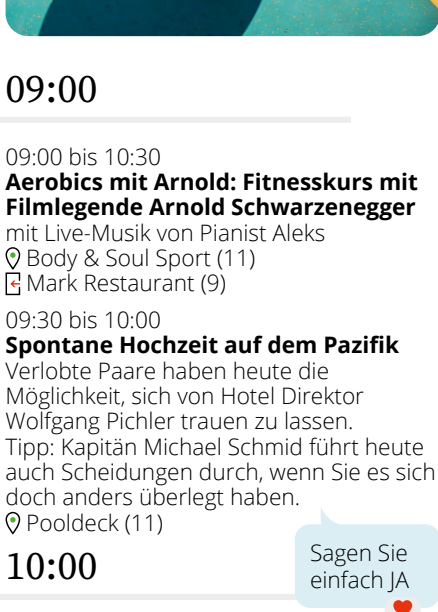 09:00
09:00 bis 10:30
Aerobics mit Arnold: Fitnesskurs mit
Filmlegende Arnold Schwarzenegger
mit Live-Musik von Pianist Aleks
Body & Soul Sport (11)
Mark Restaurant (9)
09:30 bis 10:00
Spontane Hochzeit auf dem Pazifik
Verlobte Paare haben heute die
Möglichkeit, sich von Hotel Direktor
Wolfgang Pichler trauen zu lassen.
Tipp: Kapitän Michael Schmid führt heute
auch Scheidungen durch, wenn Sie es sich
doch anders überlegt haben.
Pooldeck (11)
Sagen Sie
einfach JA
10:00